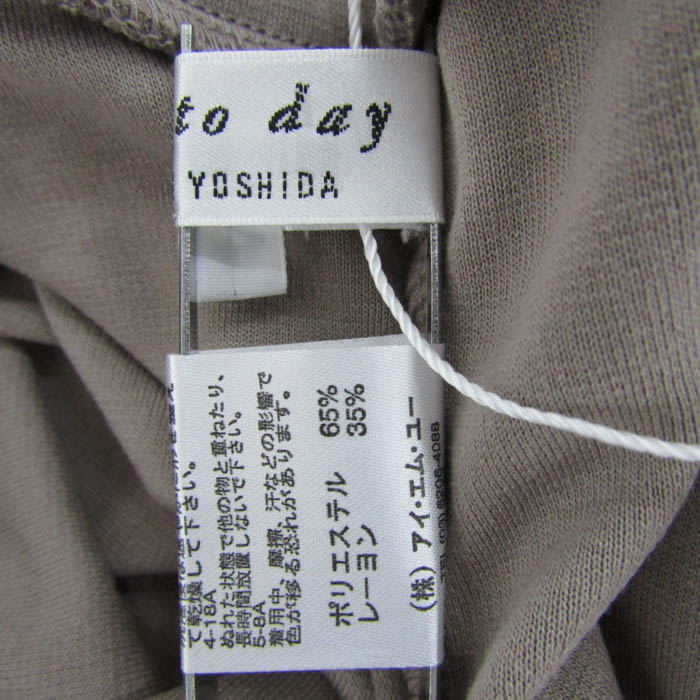 to day
YOSHIDA
て乾燥して下さい。
4-18A
ぬれた状態で他の物と重ねたり、
長時間放置しないで下さい。
5-8A
着用中、摩擦、汗などの影響で
色が移る恐れがあります。
ポリエステル 65%
レーヨン 35%
(株) アイ・エム・ユー